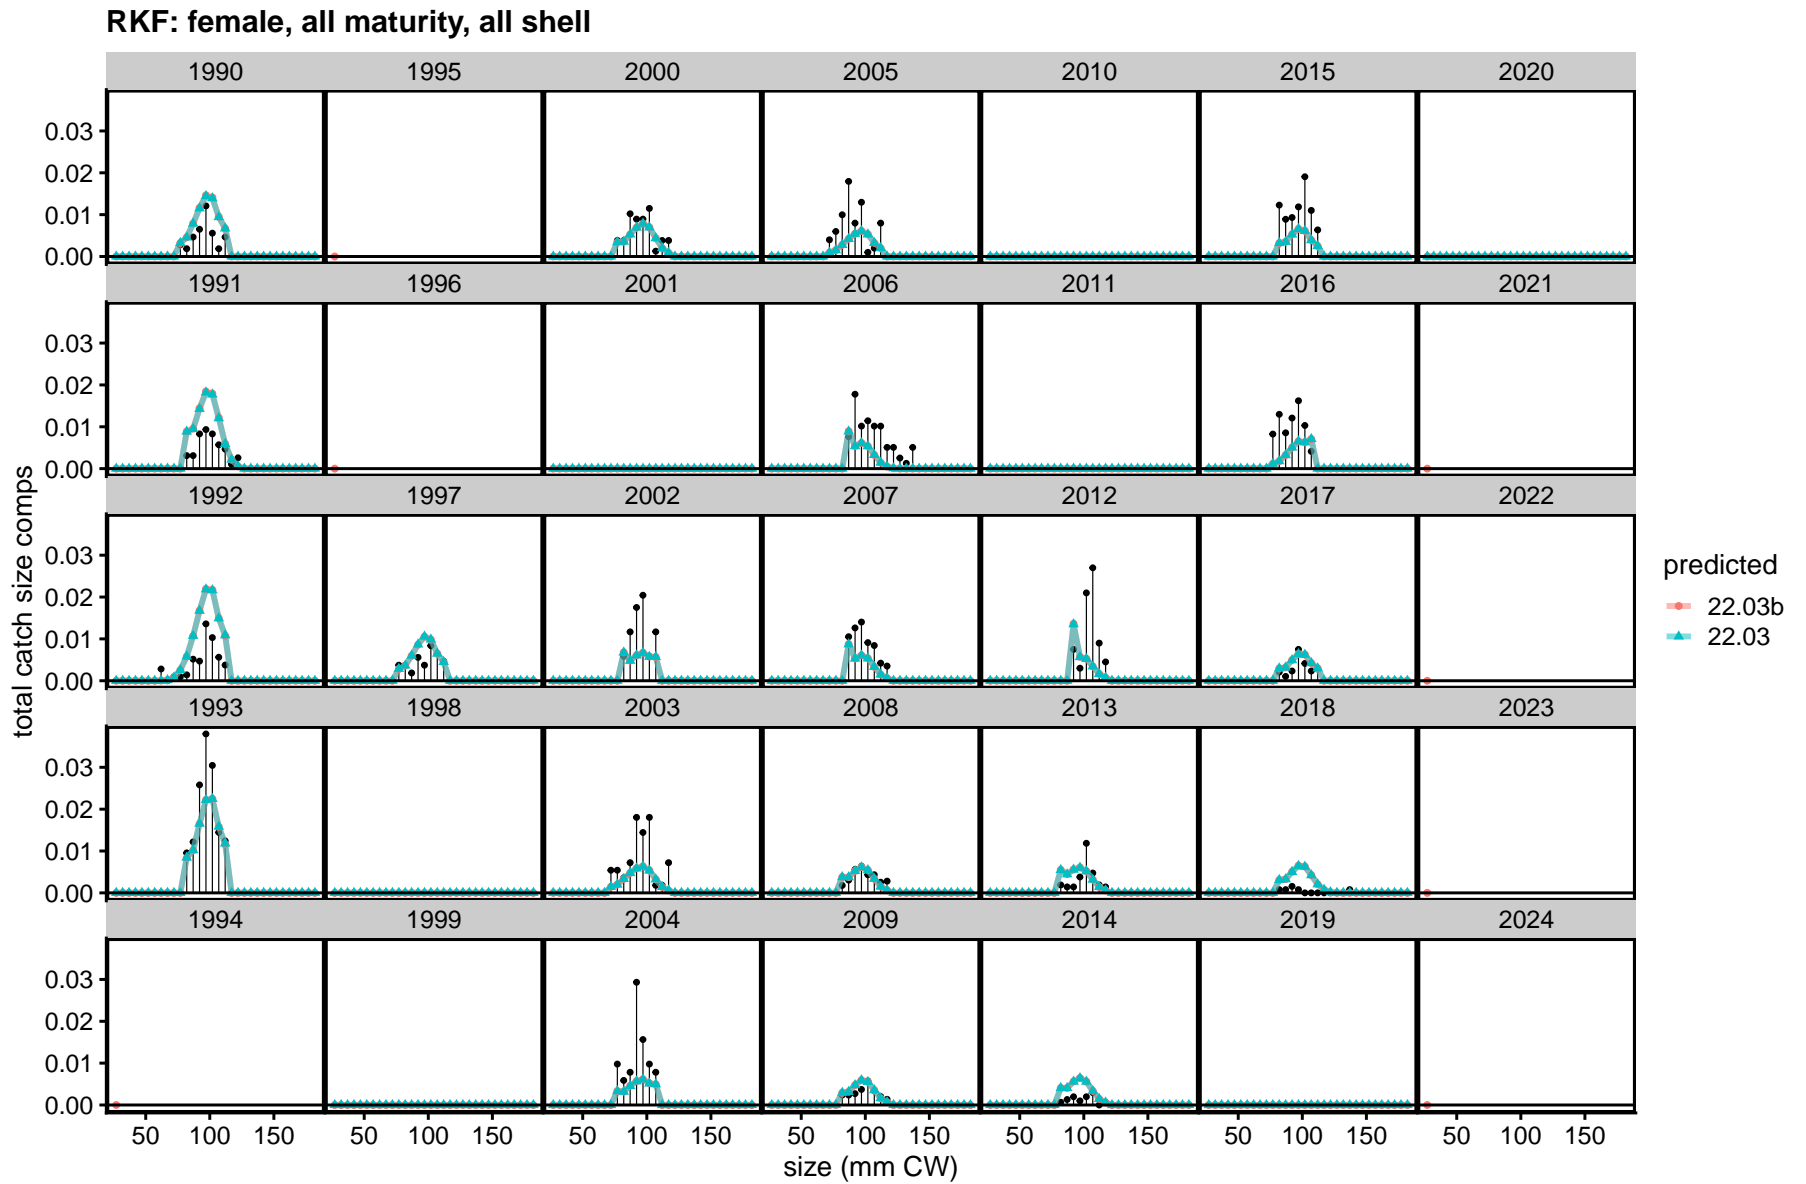 RKF: female, all maturity, all shell
1990 1995 2000 2005 2010 2015 2020
0.03
0.02
0.01
0.00
1991 1996 2001 2006 2011 2016 2021
0.03
0.02
0.01
0.00
1992 1997 2002 2007 2012 2017 2022
0.03
0.02
0.01
0.00
1993 1998 2003 2008 2013 2018 2023
0.03
0.02
0.01
0.00
1994 1999 2004 2009 2014 2019 2024
0.03
0.02
0.01
0.00
50 100 150 50 100 150 50 100 150 50 100 150 50 100 150 50 100 150 50 100 150
size (mm CW)
total catch size comps
predicted
22.03b
22.03